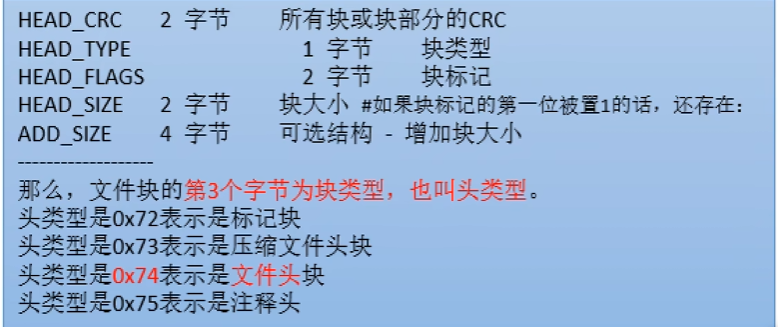 HEAD_CRC 2 字节 所有块或块部分的CRC
HEAD_TYPE 1 字节 块类型
HEAD_FLAGS 2 字节 块标记
HEAD_SIZE 2 字节 块大小 #如果块标记的第一位被置1的话，还存在：
ADD_SIZE 4 字节 可选结构 - 增加块大小
-------------------
那么，文件块的第3个字节为块类型，也叫头类型。
头类型是0x72表示是标记块
头类型是0x73表示是压缩文件头块
头类型是0x74表示是文件头块
头类型是0x75表示是注释头